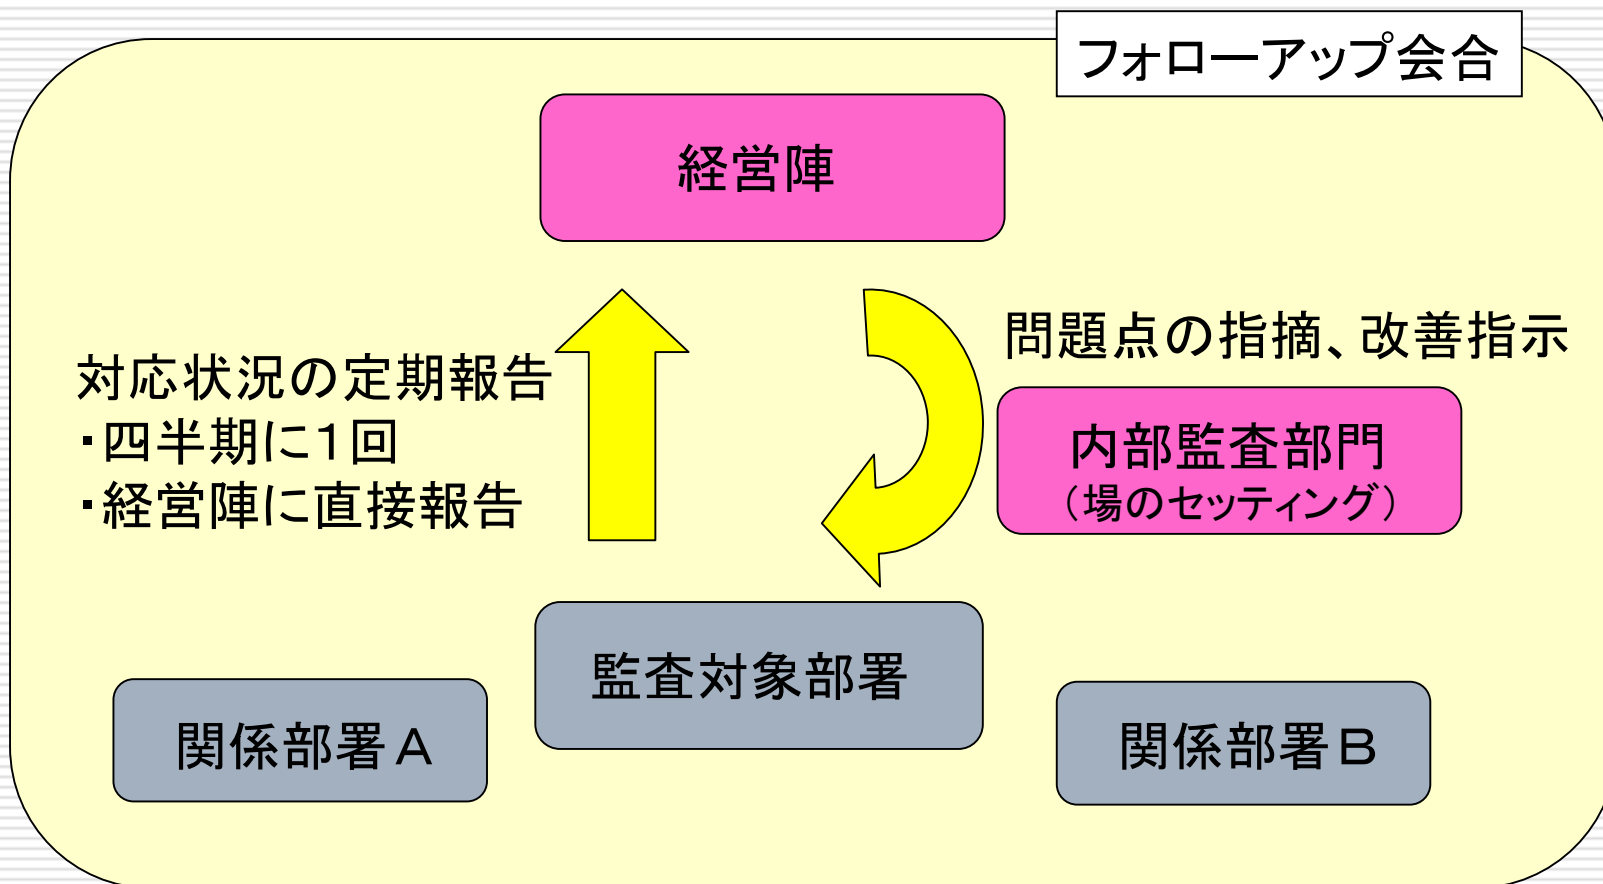 フォローアップ会合
経営陣
問題点の指摘、改善指示
対応状況の定期報告
・四半期に１回
・経営陣に直接報告
内部監査部門
（場のセッティング）
監査対象部署
関係部署Ａ
関係部署Ｂ